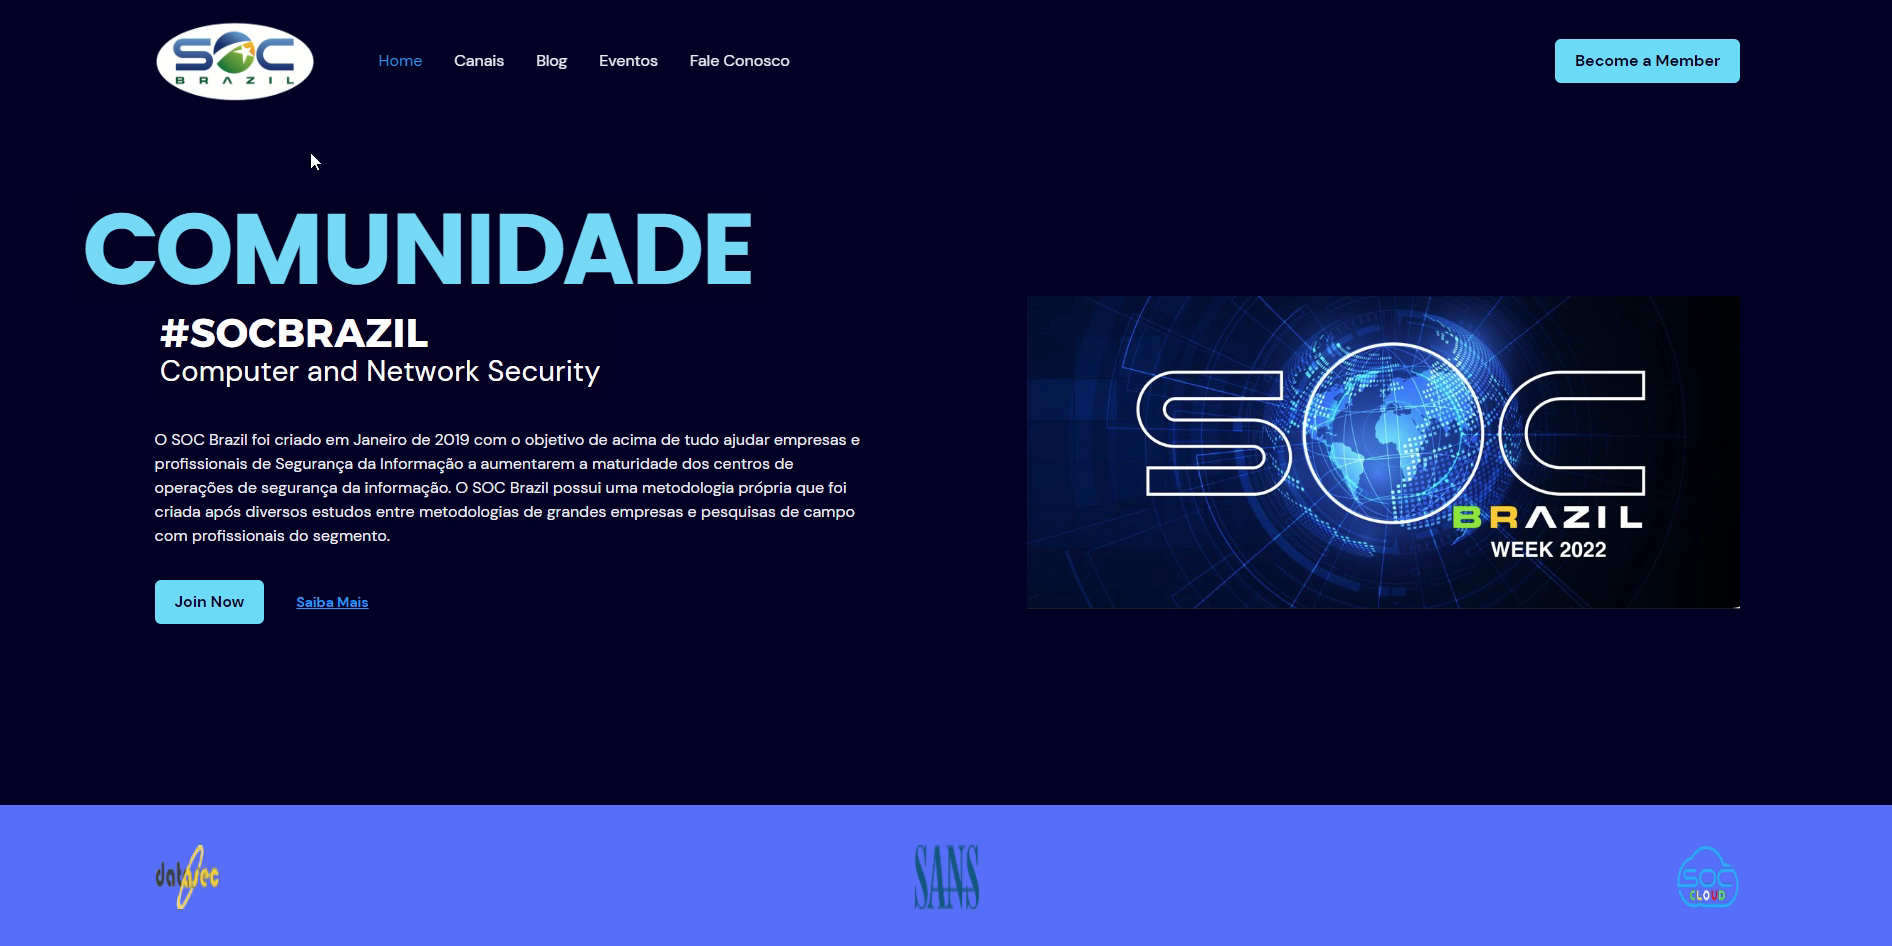 SOC
BRAZIL
Home
Canais
Blog
Eventos
Fale Conosco
Become a Member
COMUNIDADE
#SOCBRAZIL
Computer and Network Security
O SOC Brazil foi criado em Janeiro de 2019 com o objetivo de acima de tudo ajudar empresas e
profissionais de Segurança da Informação a aumentarem a maturidade dos centros de
operações de segurança da informação. O SOC Brazil possui uma metodologia própria que foi
criada após diversos estudos entre metodologias de grandes empresas e pesquisas de campo
com profissionais do segmento.
Join Now
Saiba Mais
SOC
BRAZIL
WEEK 2022
datasec
SANS
SOC
CLOUD